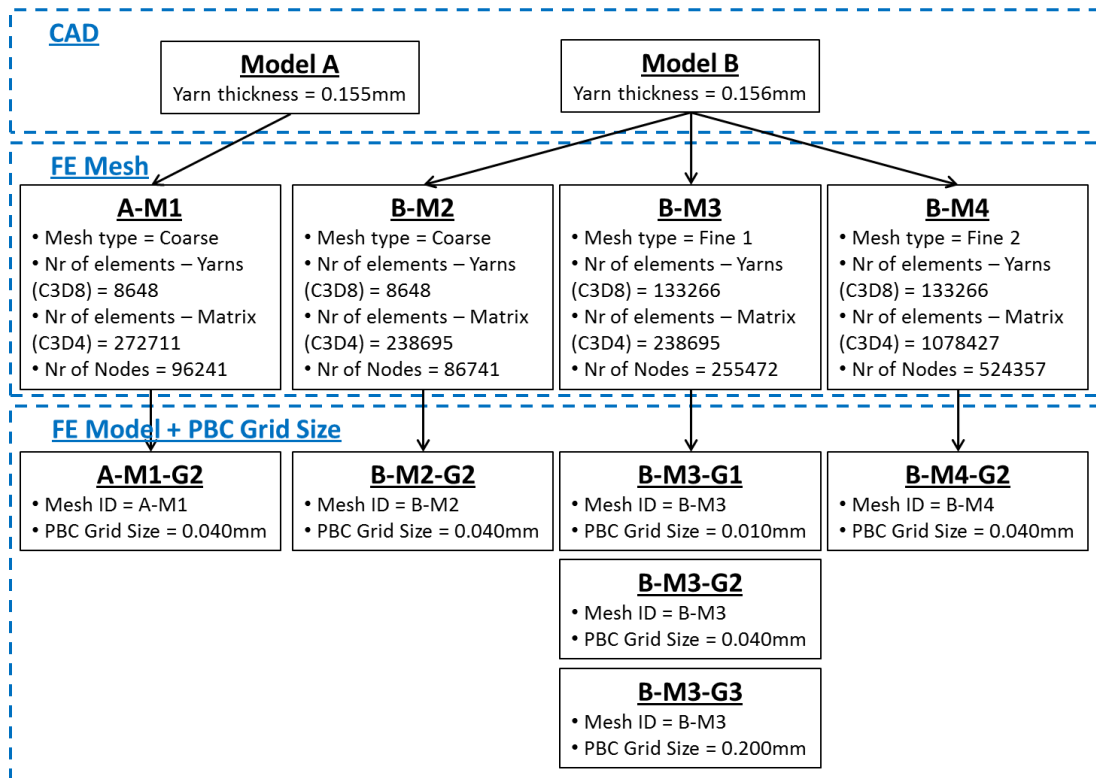 CAD
Model A
Yarn thickness = 0.155mm
Model B
Yarn thickness = 0.156mm
FE Mesh
A-M1
• Mesh type = Coarse
• Nr of elements – Yarns
(C3D8) = 8648
• Nr of elements – Matrix
(C3D4) = 272711
• Nr of Nodes = 96241
B-M2
• Mesh type = Coarse
• Nr of elements – Yarns
(C3D8) = 8648
• Nr of elements – Matrix
(C3D4) = 238695
• Nr of Nodes = 86741
B-M3
• Mesh type = Fine 1
• Nr of elements – Yarns
(C3D8) = 133266
• Nr of elements – Matrix
(C3D4) = 238695
• Nr of Nodes = 255472
B-M4
• Mesh type = Fine 2
• Nr of elements – Yarns
(C3D8) = 133266
• Nr of elements – Matrix
(C3D4) = 1078427
• Nr of Nodes = 524357
FE Model + PBC Grid Size
A-M1-G2
• Mesh ID = A-M1
• PBC Grid Size = 0.040mm
B-M2-G2
• Mesh ID = B-M2
• PBC Grid Size = 0.040mm
B-M3-G1
• Mesh ID = B-M3
• PBC Grid Size = 0.010mm
B-M4-G2
• Mesh ID = B-M4
• PBC Grid Size = 0.040mm
B-M3-G2
• Mesh ID = B-M3
• PBC Grid Size = 0.040mm
B-M3-G3
• Mesh ID = B-M3
• PBC Grid Size = 0.200mm